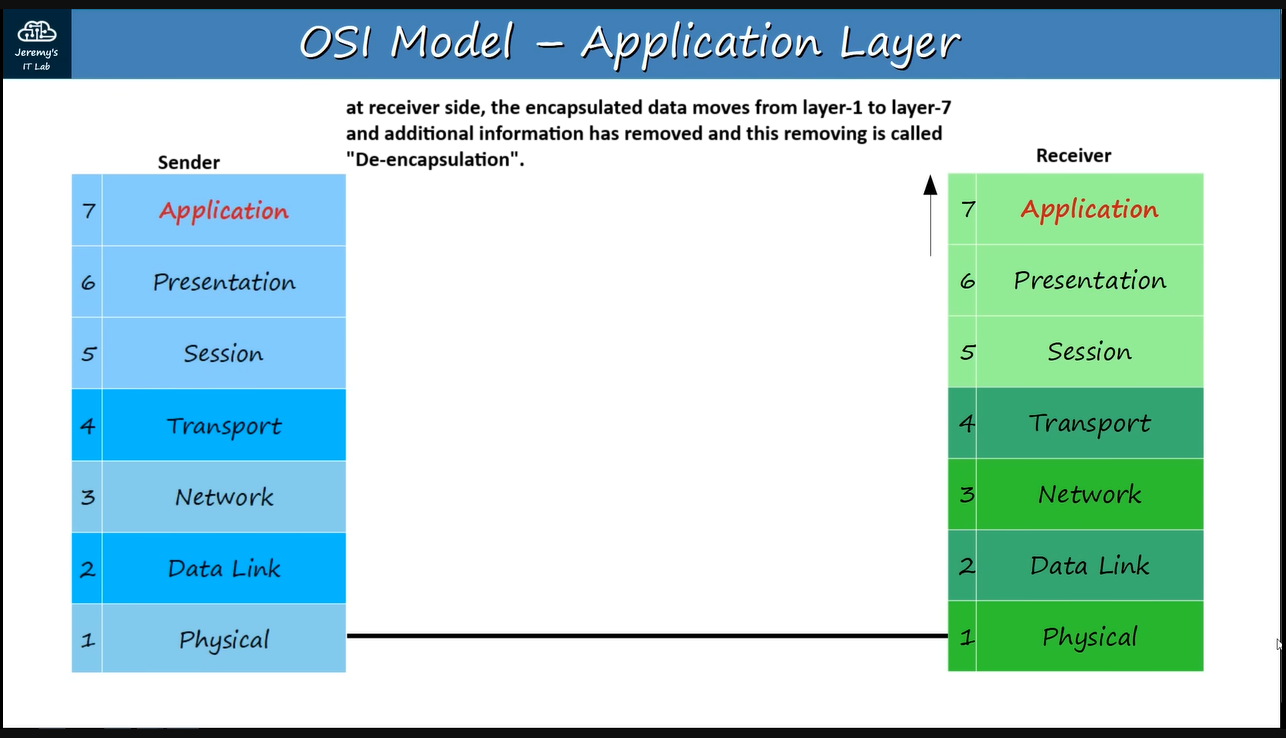 Jeremy's
IT Lab
OSI Model – Application Layer
at receiver side, the encapsulated data moves from layer-1 to layer-7
and additional information has removed and this removing is called
"De-encapsulation".
Sender
7 Application
6 Presentation
5 Session
4 Transport
3 Network
2 Data Link
1 Physical
Receiver
7 Application
6 Presentation
5 Session
4 Transport
3 Network
2 Data Link
1 Physical